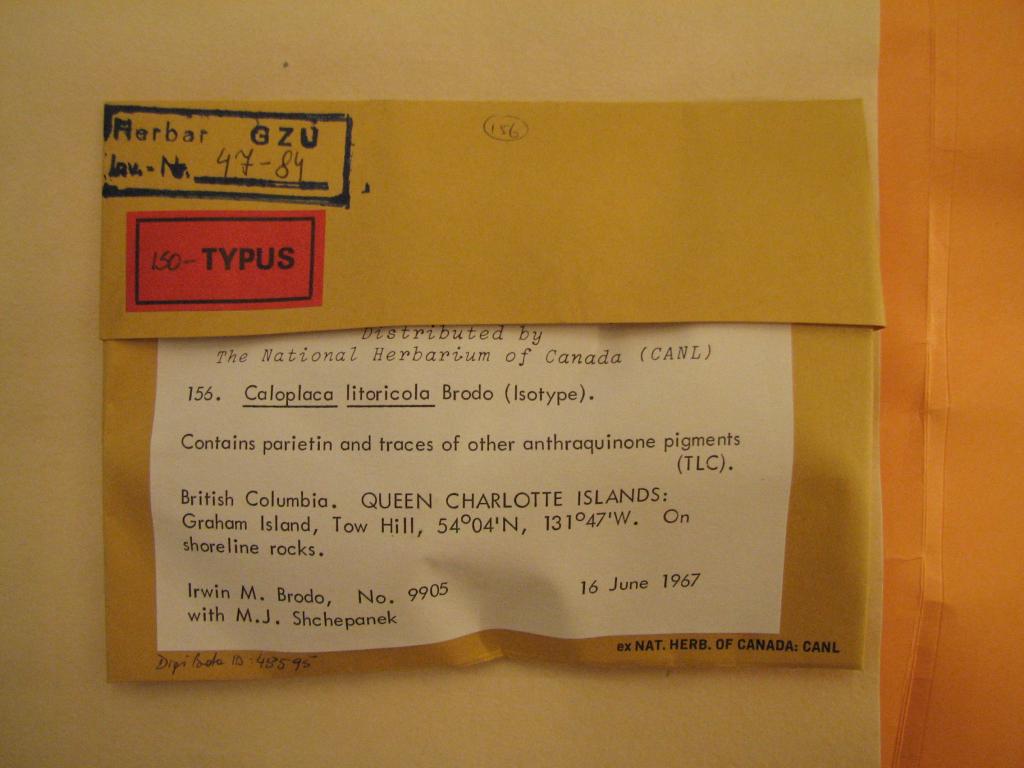 Herbar GZU
Inv.-Nr. 47-84
156
ISO-TYPUS
Distributed by
The National Herbarium of Canada (CANL)
156. Caloplaca litoricola Brodo (Isotype).
Contains parietin and traces of other anthraquinone pigments
(TLC).
British Columbia. QUEEN CHARLOTTE ISLANDS:
Graham Island, Tow Hill, 54°04'N, 131°47'W. On
shoreline rocks.
Irwin M. Brodo, No. 9905 16 June 1967
with M.J. Shchepanek
ex NAT. HERB. OF CANADA: CANL
ID: 48595